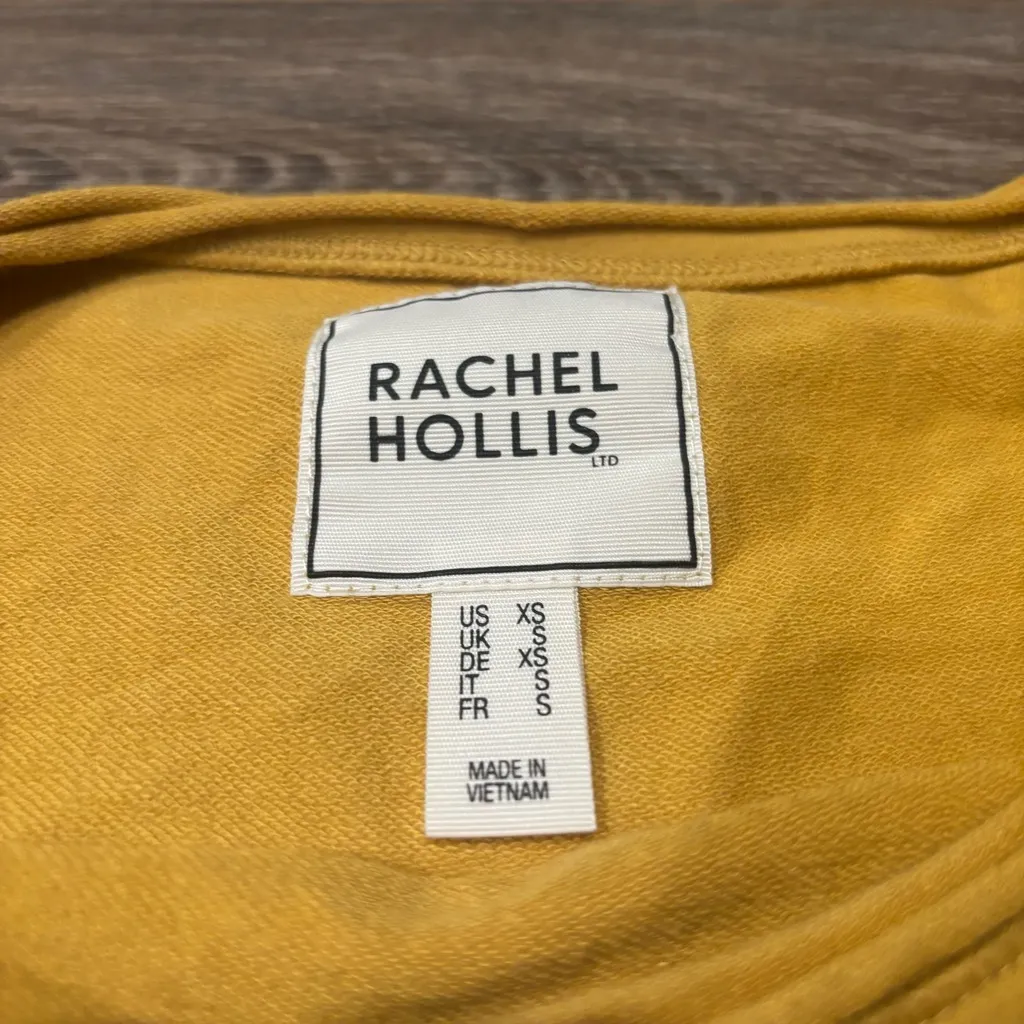 RACHEL
HOLLIS
LTD
US XS
UK S
DE XS
IT S
FR S
MADE IN
VIETNAM